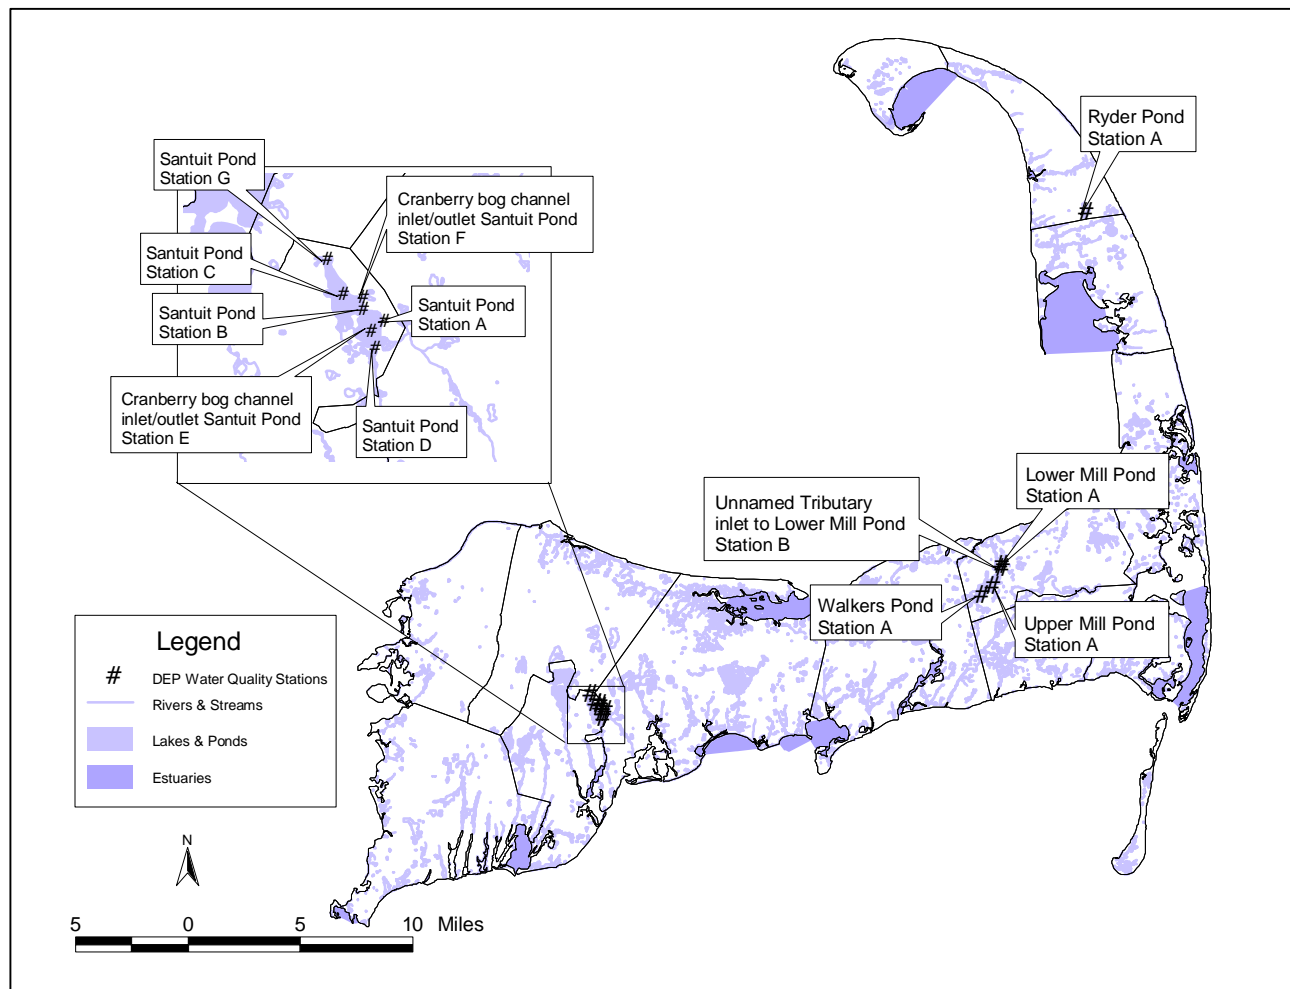 Ryder Pond
Station A
Santuit Pond
Station G
Cranberry bog channel
inlet/outlet Santuit Pond
Station F
Santuit Pond
Station C
Santuit Pond
Station B
Santuit Pond
Station A
Cranberry bog channel
inlet/outlet Santuit Pond
Station E
Santuit Pond
Station D
Lower Mill Pond
Station A
Unnamed Tributary
inlet to Lower Mill Pond
Station B
Walkers Pond
Station A
Upper Mill Pond
Station A
Legend
# DEP Water Quality Stations
Rivers & Streams
Lakes & Ponds
Estuaries
N
5 0 5 10 Miles